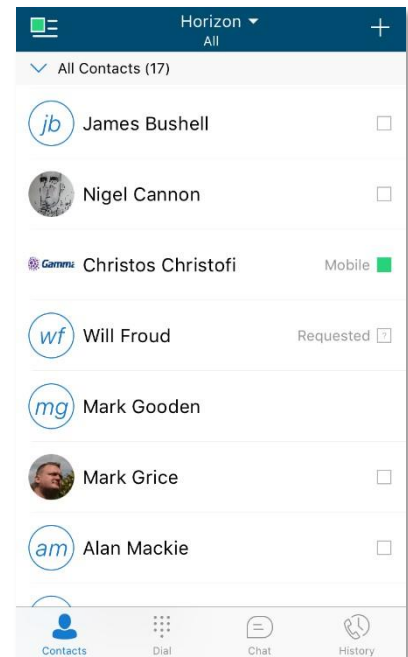 Horizon
All
All Contacts (17)
jb James Bushell
Nigel Cannon
Gamma Christos Christofi Mobile
wf Will Froud Requested ?
mg Mark Gooden
Mark Grice
am Alan Mackie
Contacts Dial Chat History